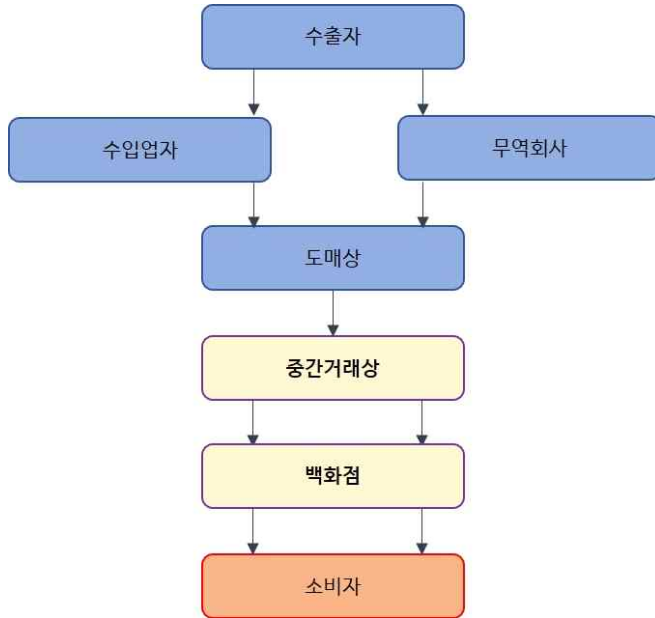 수출자
수입업자
무역회사
도매상
중간거래상
백화점
소비자